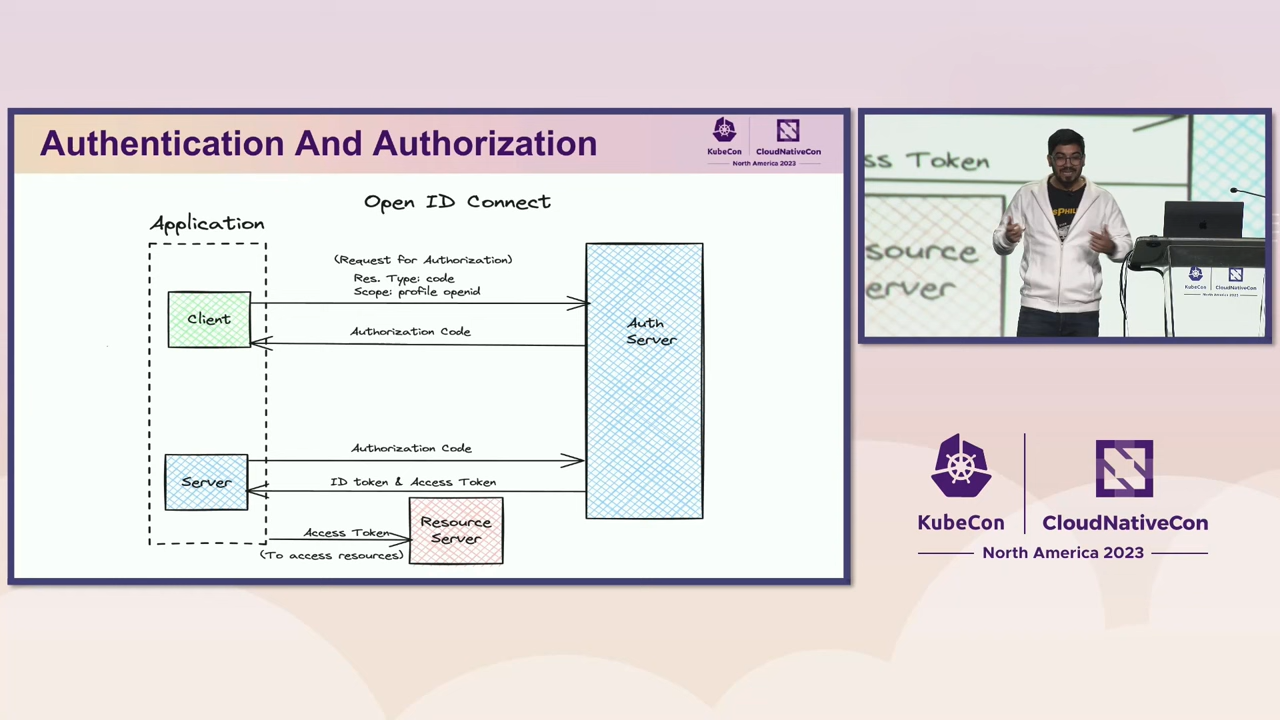 Authentication And Authorization
KubeCon
CloudNativeCon
North America 2023
Open ID Connect
Application
(Request for Authorization)
Res. Type: code
Scope: profile openid
Client
Authorization Code
Auth
Server
Authorization Code
Server
ID token & Access Token
Resource
Server
Access Token
(To access resources)
ss Token
source
erver
KubeCon
CloudNativeCon
North America 2023